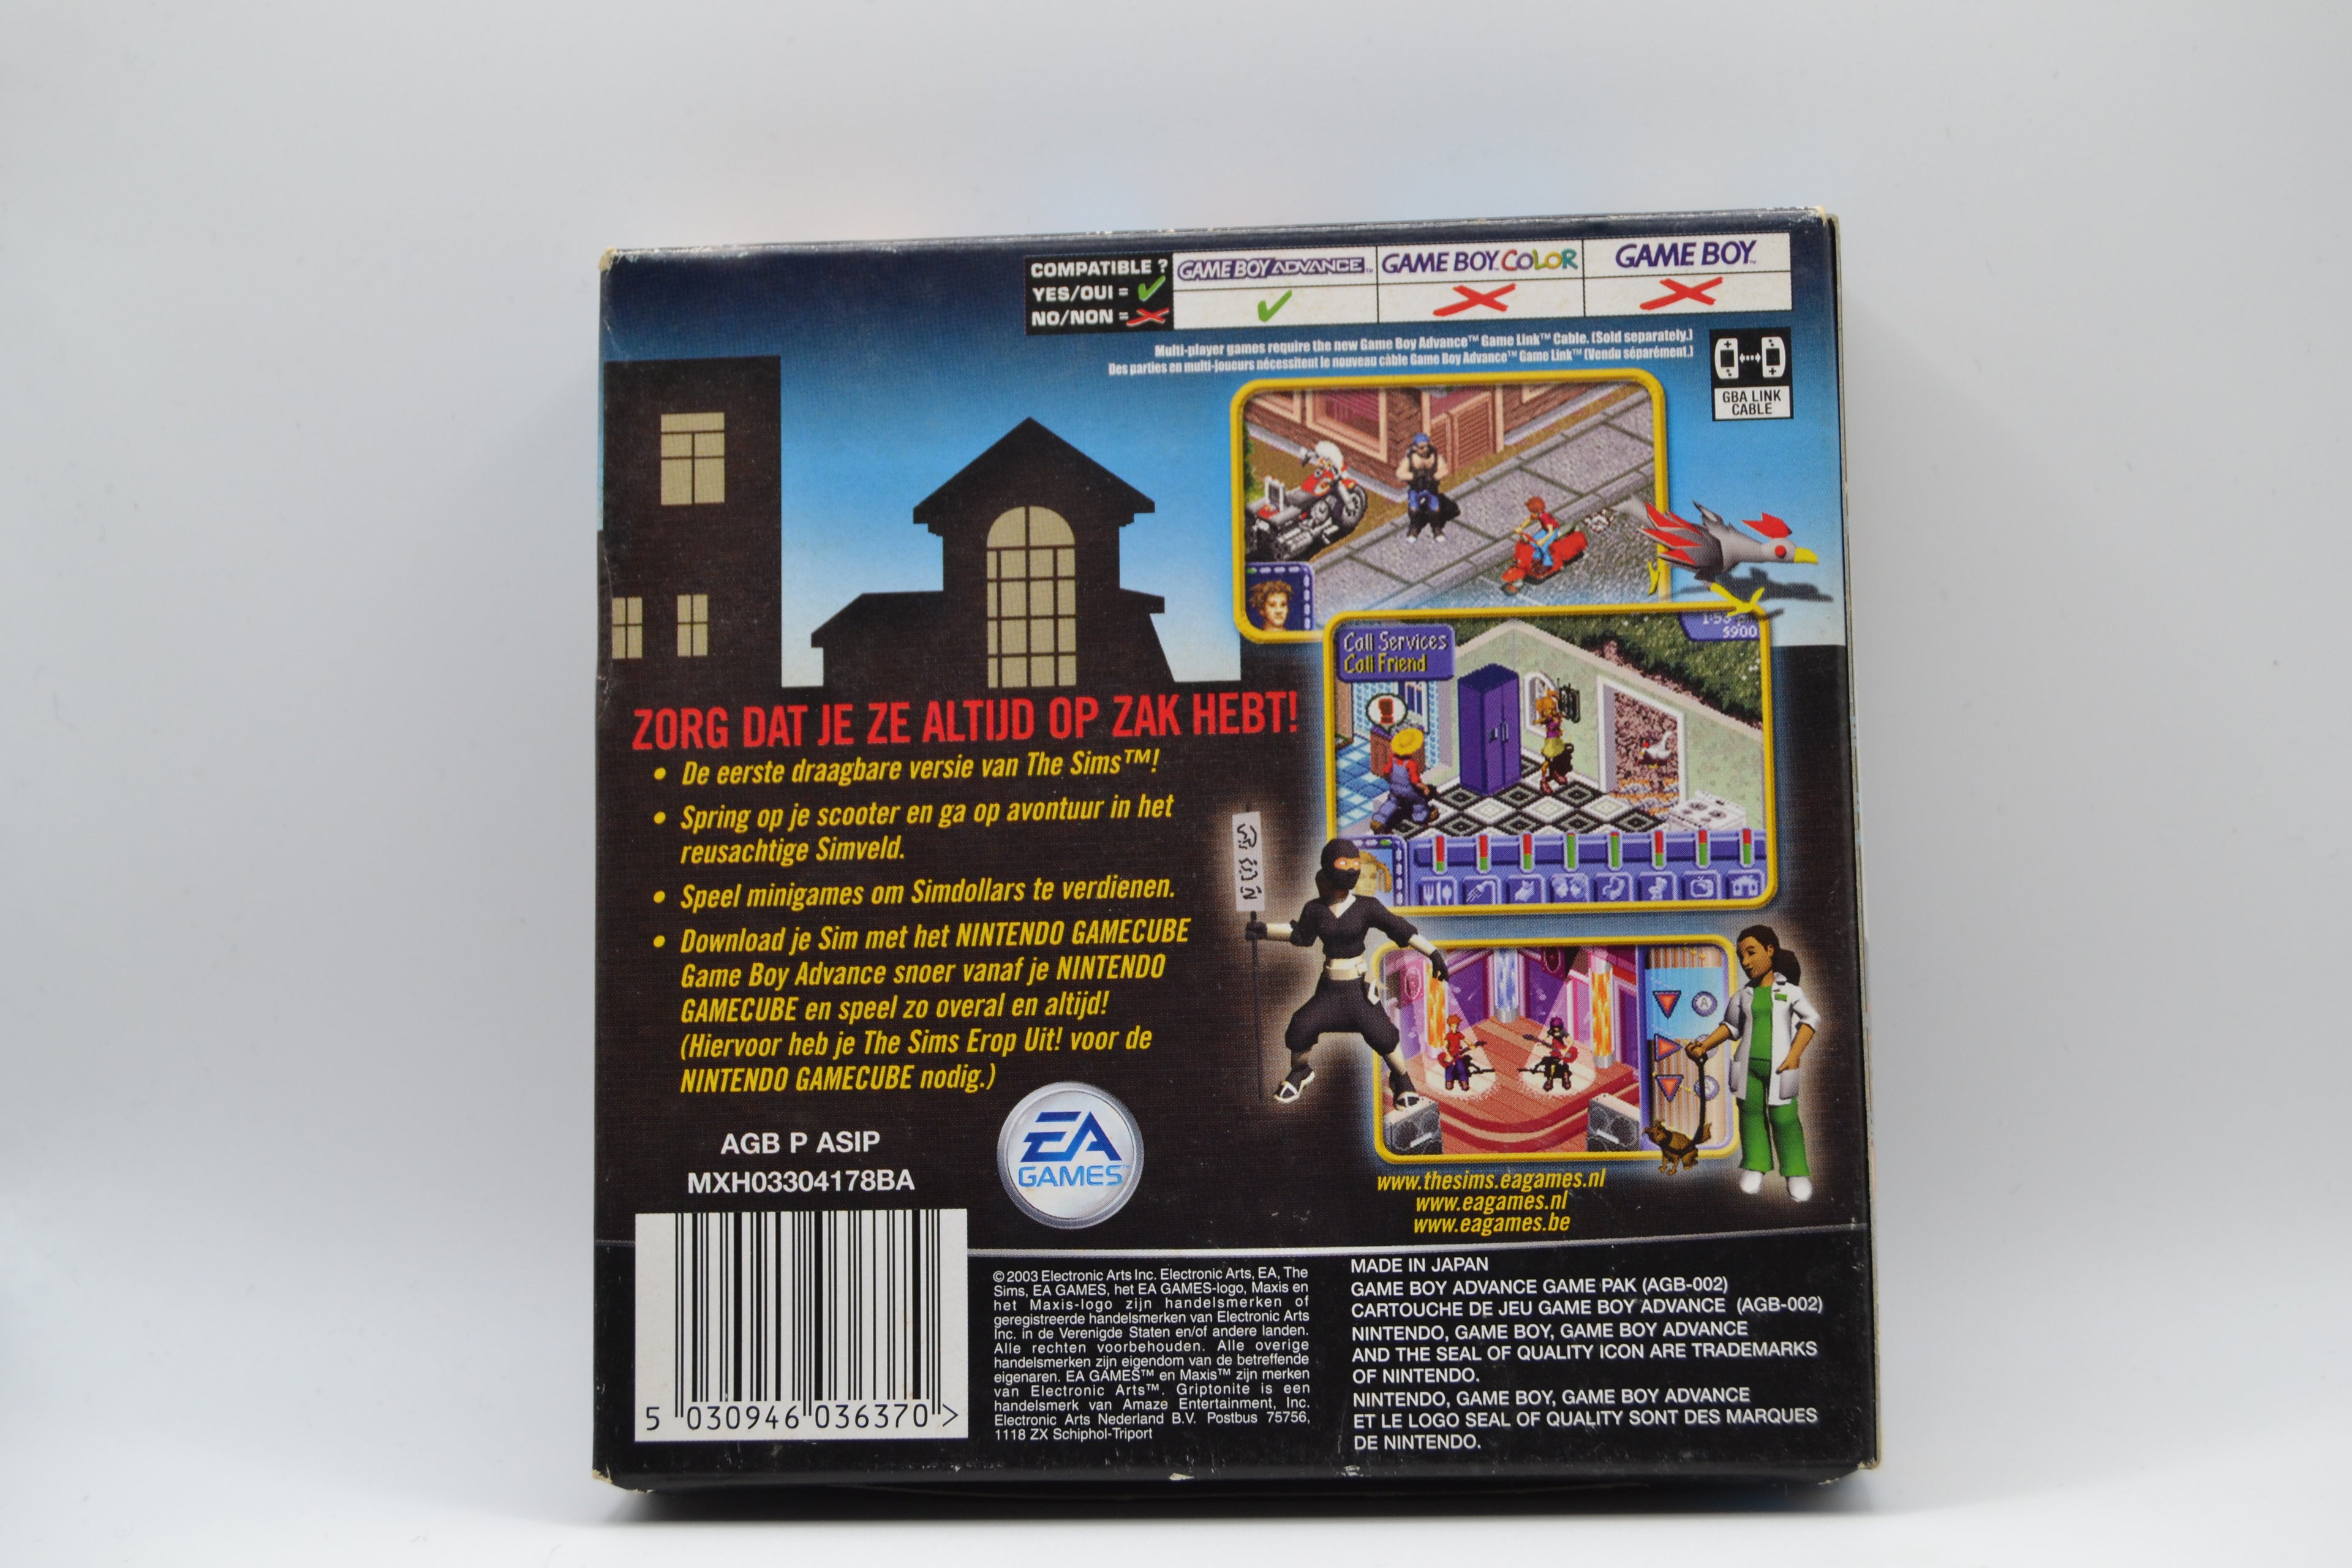 COMPATIBLE ?
YES/OUI =
NO/NON =
GAME BOY ADVANCE™
GAME BOY™ COLOR
GAME BOY™
Multi-player games require the new Game Boy Advance™ Game Link™ Cable. (Sold separately.)
Des parties en multi-joueurs nécessitent le nouveau câble Game Boy Advance™ Game Link™ (Vendu séparément.)
GBA LINK
CABLE
Call Services
Call Friend
5900
ZORG DAT JE ZE ALTIJD OP ZAK HEBT!
• De eerste draagbare versie van The Sims™!
• Spring op je scooter en ga op avontuur in het
reusachtige Simveld.
• Speel minigames om Simdollars te verdienen.
• Download je Sim met het NINTENDO GAMECUBE
Game Boy Advance snoer vanaf je NINTENDO
GAMECUBE en speel zo overal en altijd!
(Hiervoor heb je The Sims Erop Uit! voor de
NINTENDO GAMECUBE nodig.)
A
AGB P ASIP
MXH03304178BA
EA
GAMES™
www.thesims.eagames.nl
www.eagames.nl
www.eagames.be
5 030946 036370 >
© 2003 Electronic Arts Inc. Electronic Arts, EA, The
Sims, EA GAMES, het EA GAMES-logo, Maxis en
het Maxis-logo zijn handelsmerken of
geregistreerde handelsmerken van Electronic Arts
Inc. in de Verenigde Staten en/of andere landen.
Alle rechten voorbehouden. Alle overige
handelsmerken zijn eigendom van de betreffende
eigenaren. EA GAMES™ en Maxis™ zijn merken
van Electronic Arts™. Griptonite is een
handelsmerk van Amaze Entertainment, Inc.
Electronic Arts Nederland B.V. Postbus 75756,
1118 ZX Schiphol-Triport
MADE IN JAPAN
GAME BOY ADVANCE GAME PAK (AGB-002)
CARTOUCHE DE JEU GAME BOY ADVANCE (AGB-002)
NINTENDO, GAME BOY, GAME BOY ADVANCE
AND THE SEAL OF QUALITY ICON ARE TRADEMARKS
OF NINTENDO.
NINTENDO, GAME BOY, GAME BOY ADVANCE
ET LE LOGO SEAL OF QUALITY SONT DES MARQUES
DE NINTENDO.